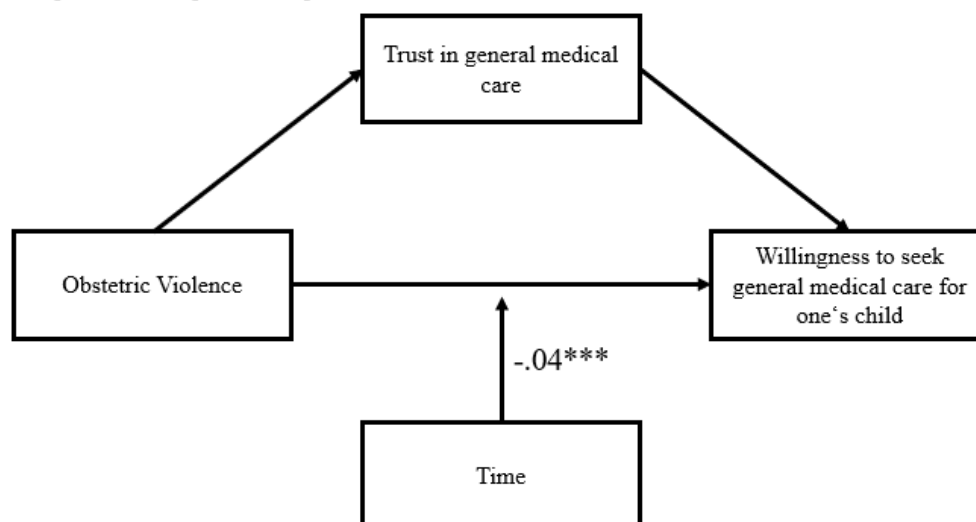 Trust in general medical
care
Obstetric Violence
Willingness to seek
general medical care for
one‘s child
-.04***
Time